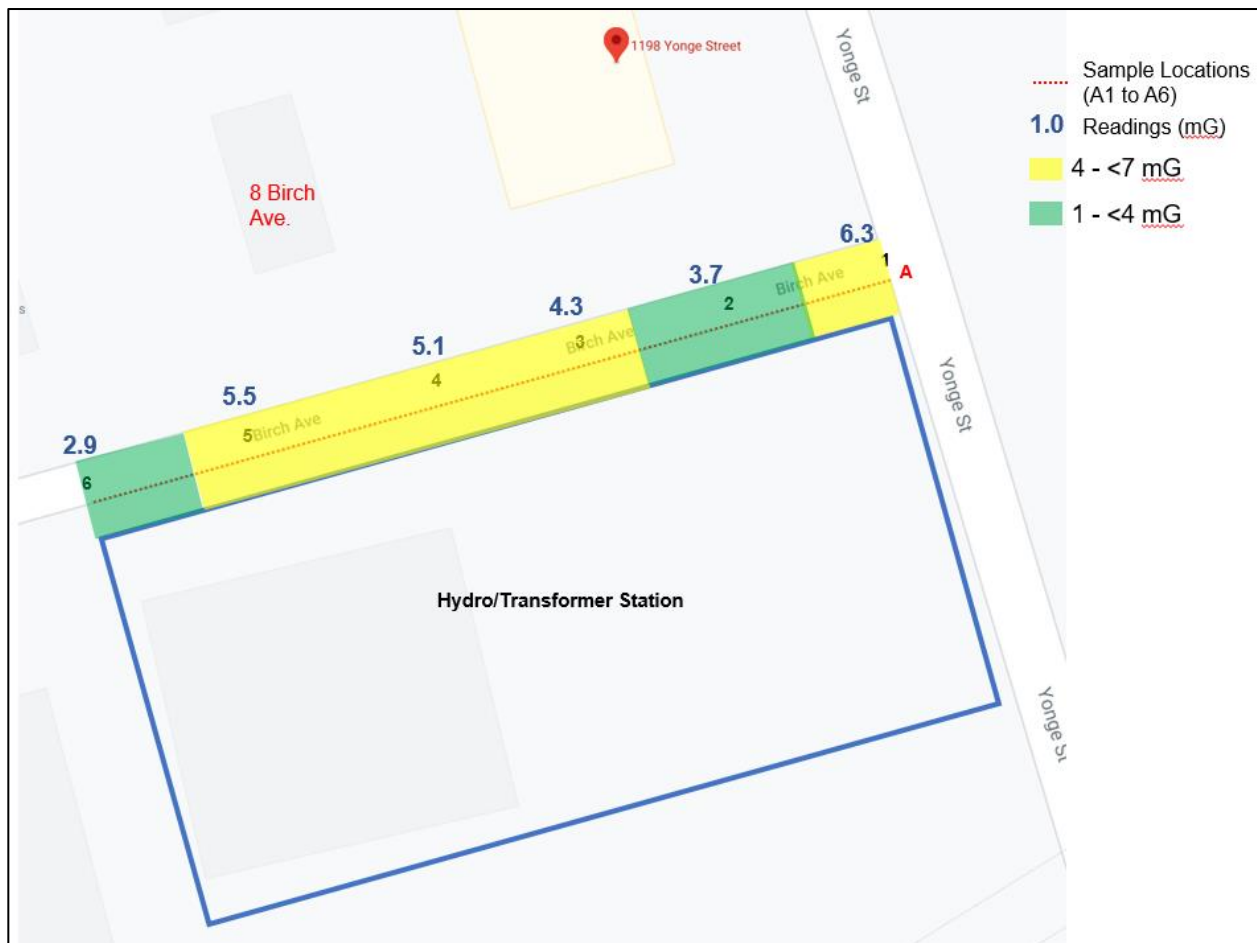 1198 Yonge Street
Yonge St
Sample Locations
(A1 to A6)
1.0 Readings (mG)
4 - <7 mG
1 - <4 mG
8 Birch
Ave.
6.3
1
A
3.7
Birch Ave
2
4.3
3
Birch Ave
5.1
4
Yonge St
5.5
5
Birch Ave
2.9
6
s
Hydro/Transformer Station
Yonge St